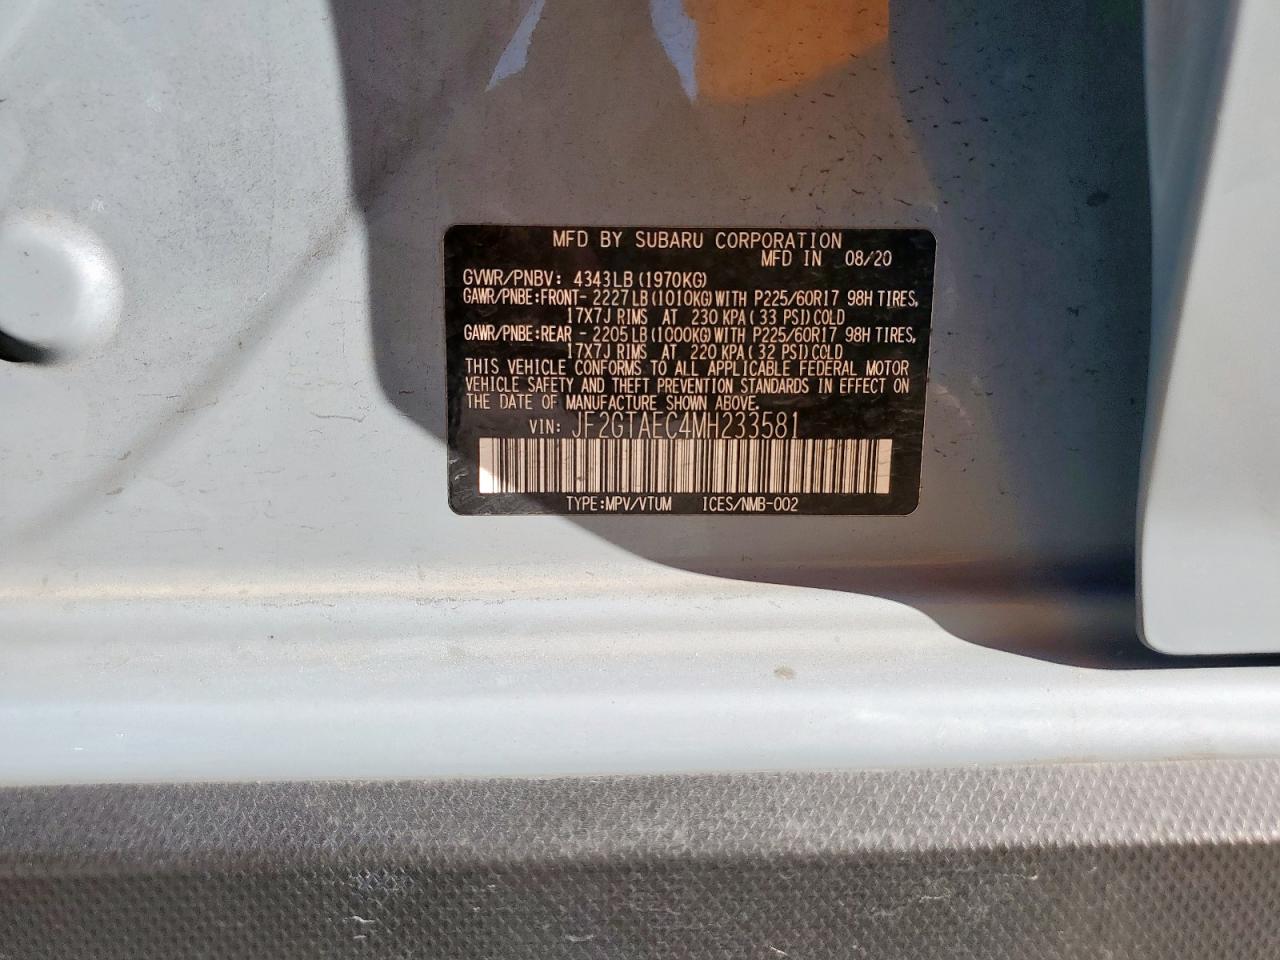 MFD BY SUBARU CORPORATION
MFD IN 08/20
GVWR/PNBV: 4343LB (1970KG)
GAWR/PNBE:FRONT- 2227LB(1010KG)WITH P225/60R17 98H TIRES,
17X7J RIMS AT 230 KPA( 33 PSI)COLD
GAWR/PNBE:REAR - 2205LB(1000KG)WITH P225/60R17 98H TIRES,
17X7J RIMS AT 220 KPA( 32 PSI)COLD
THIS VEHICLE CONFORMS TO ALL APPLICABLE FEDERAL MOTOR
VEHICLE SAFETY AND THEFT PREVENTION STANDARDS IN EFFECT ON
THE DATE OF MANUFACTURE SHOWN ABOVE.
VIN: JF2GTAEC4MH233581
TYPE:MPV/VTUM ICES/NMB-002